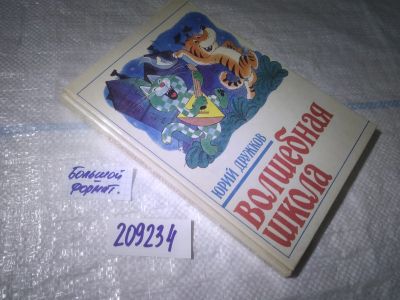 ЮРИЙ ДРУЖКОВ
ВОЛШЕБНАЯ
ШКОЛА
БОЛЬШОЙ
ФОРМАТ.
209234